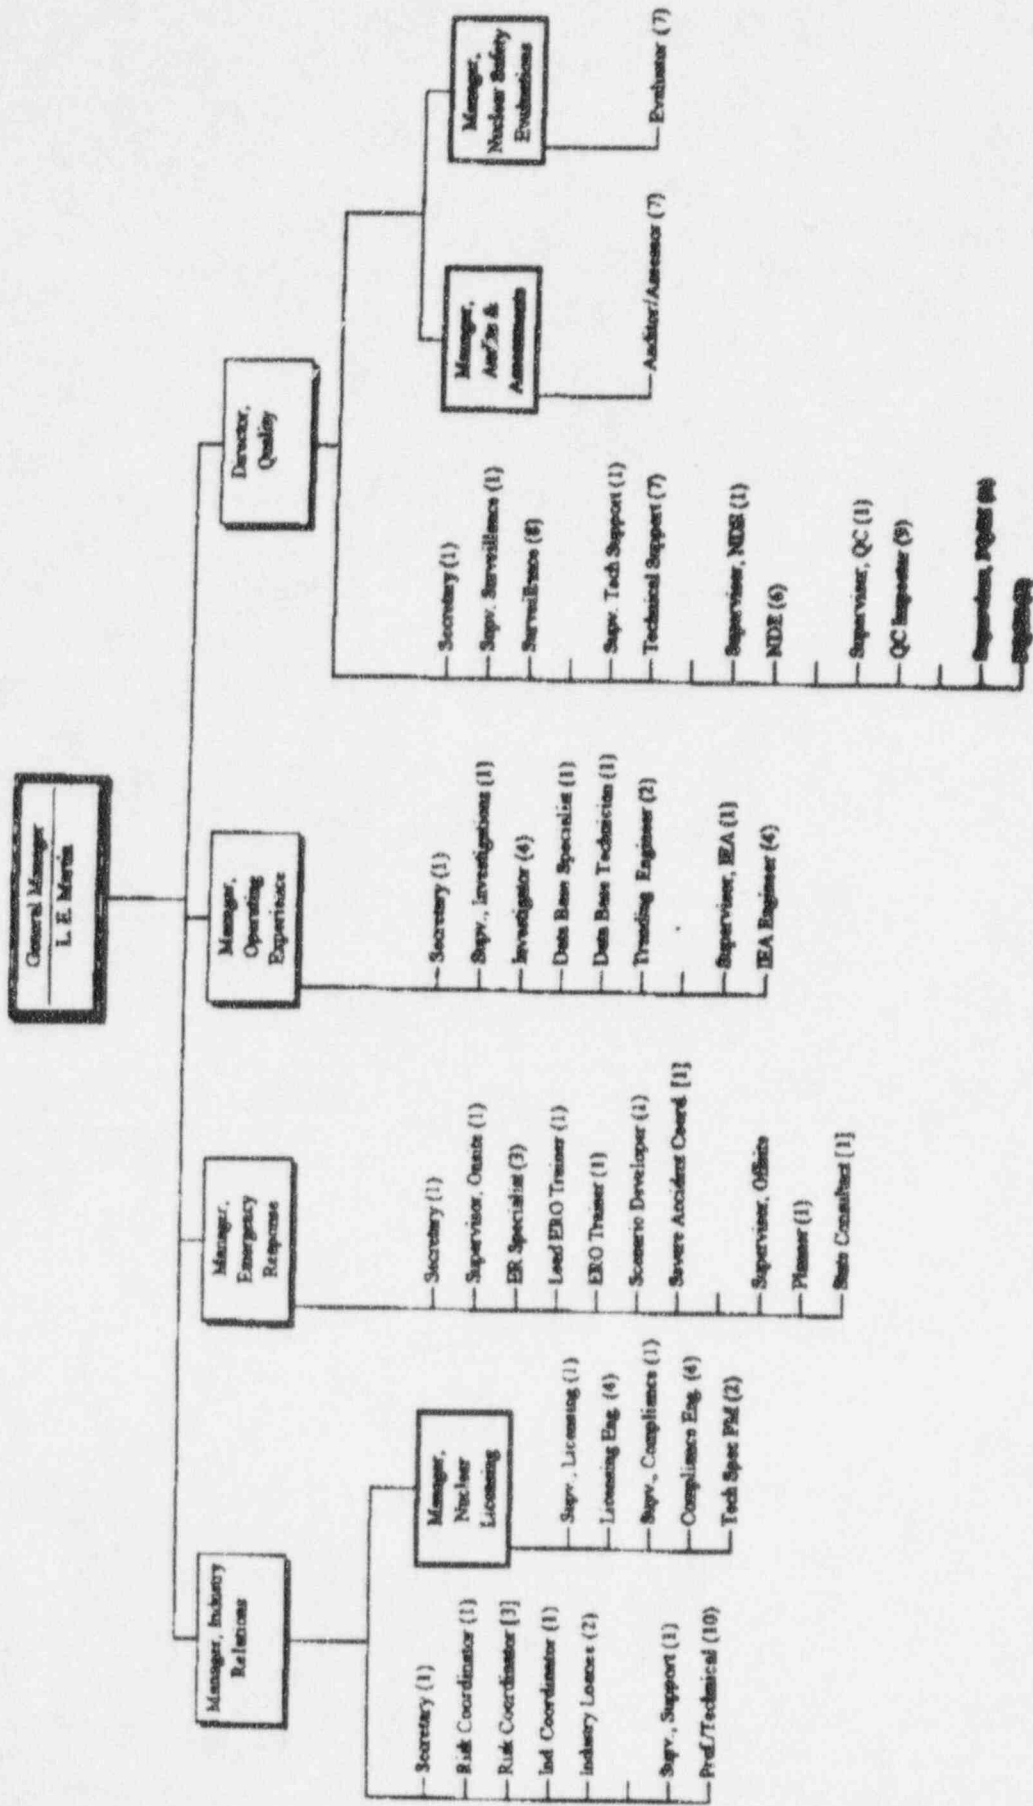 General Manager
L. E. Martin
Manager, Industry
Relations
Secretary (1)
Risk Coordinator (1)
Risk Coordinator [3]
Ind Coordinator (1)
Industry Loanee (2)
Supv., Support (1)
Prof./Technical (10)
Manager,
Nuclear
Licensing
Supv., Licensing (1)
Licensing Eng. (4)
Supv., Compliance (1)
Compliance Eng. (4)
Tech Spec PM (2)
Manager,
Emergency
Response
Secretary (1)
Supervisor, Onsite (1)
ER Specialist (3)
Lead ERO Trainer (1)
ERO Trainer (1)
Scenario Developer (1)
Severe Accident Coord. [1]
Supervisor, Offsite
Planner (1)
State Consultant [1]
Manager,
Operating
Experience
Secretary (1)
Supv., Investigations (1)
Investigator (4)
Data Base Specialist (1)
Data Base Technician (1)
Trending Engineer (2)
Supervisor, IEA (1)
IEA Engineer (4)
Director,
Quality
Secretary (1)
Supv. Surveillance (1)
Surveillance (8)
Supv. Tech Support (1)
Technical Support (7)
Supervisor, NDE (1)
NDE (6)
Supervisor, QC (1)
QC Inspector (9)
Manager,
Audits &
Assessments
Auditor/Assessor (7)
Manager,
Nuclear Safety
Evaluations
Evaluator (7)